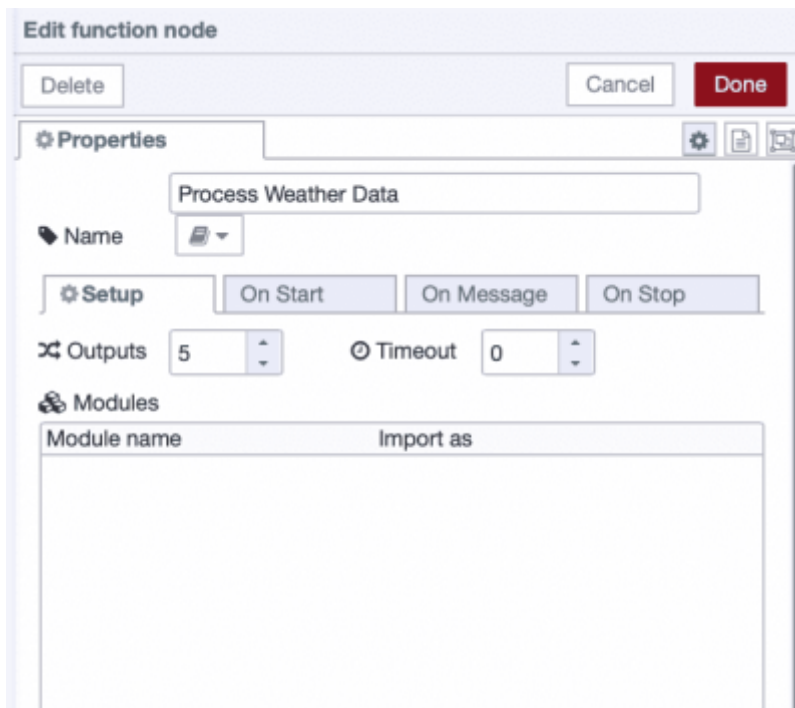 Edit function node
Delete Cancel Done
Properties
Process Weather Data
Name
Setup On Start On Message On Stop
Outputs 5 Timeout 0
Modules
Module name Import as